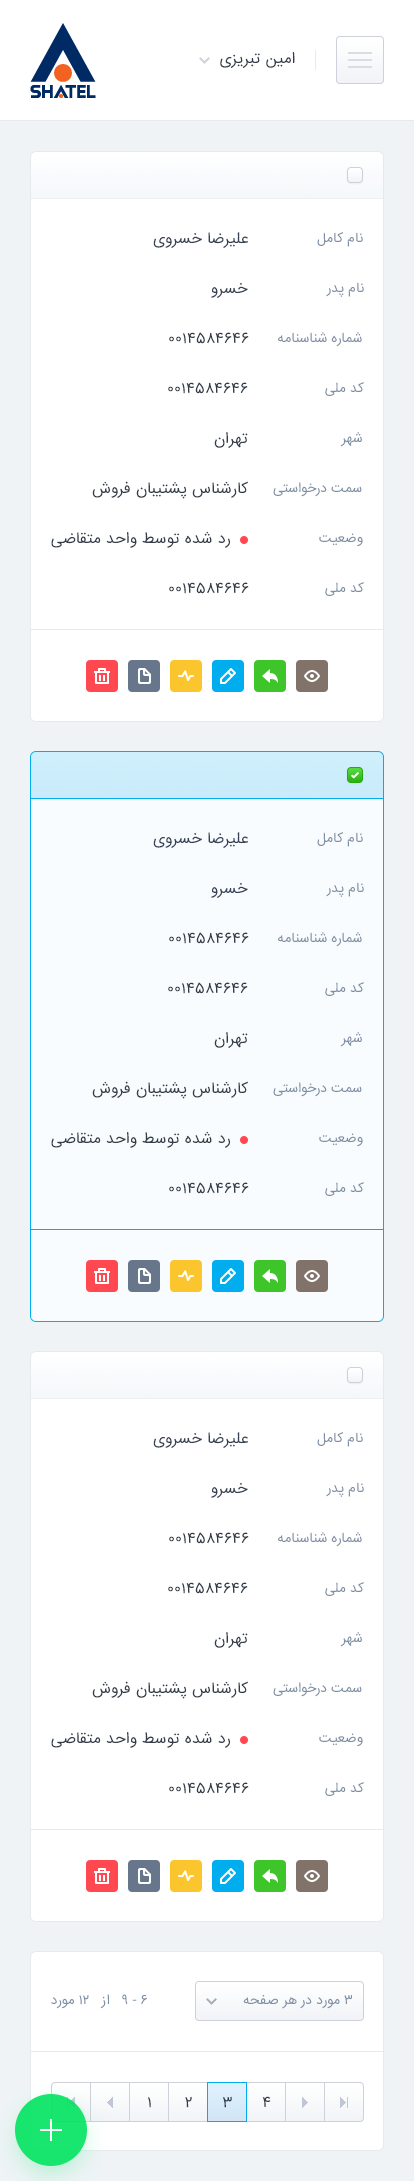 امین تبریزی
SHATEL
نام کامل علیرضا خسروی
نام پدر خسرو
شماره شناسنامه ۰۰۱۴۵۸۴۶۴۶
کد ملی ۰۰۱۴۵۸۴۶۴۶
شهر تهران
سمت درخواستی کارشناس پشتیبان فروش
وضعیت رد شده توسط واحد متقاضی
کد ملی ۰۰۱۴۵۸۴۶۴۶
نام کامل علیرضا خسروی
نام پدر خسرو
شماره شناسنامه ۰۰۱۴۵۸۴۶۴۶
کد ملی ۰۰۱۴۵۸۴۶۴۶
شهر تهران
سمت درخواستی کارشناس پشتیبان فروش
وضعیت رد شده توسط واحد متقاضی
کد ملی ۰۰۱۴۵۸۴۶۴۶
نام کامل علیرضا خسروی
نام پدر خسرو
شماره شناسنامه ۰۰۱۴۵۸۴۶۴۶
کد ملی ۰۰۱۴۵۸۴۶۴۶
شهر تهران
سمت درخواستی کارشناس پشتیبان فروش
وضعیت رد شده توسط واحد متقاضی
کد ملی ۰۰۱۴۵۸۴۶۴۶
۳ مورد در هر صفحه ۶ - ۹ از ۱۲ مورد
۴ ۳ ۲ ۱